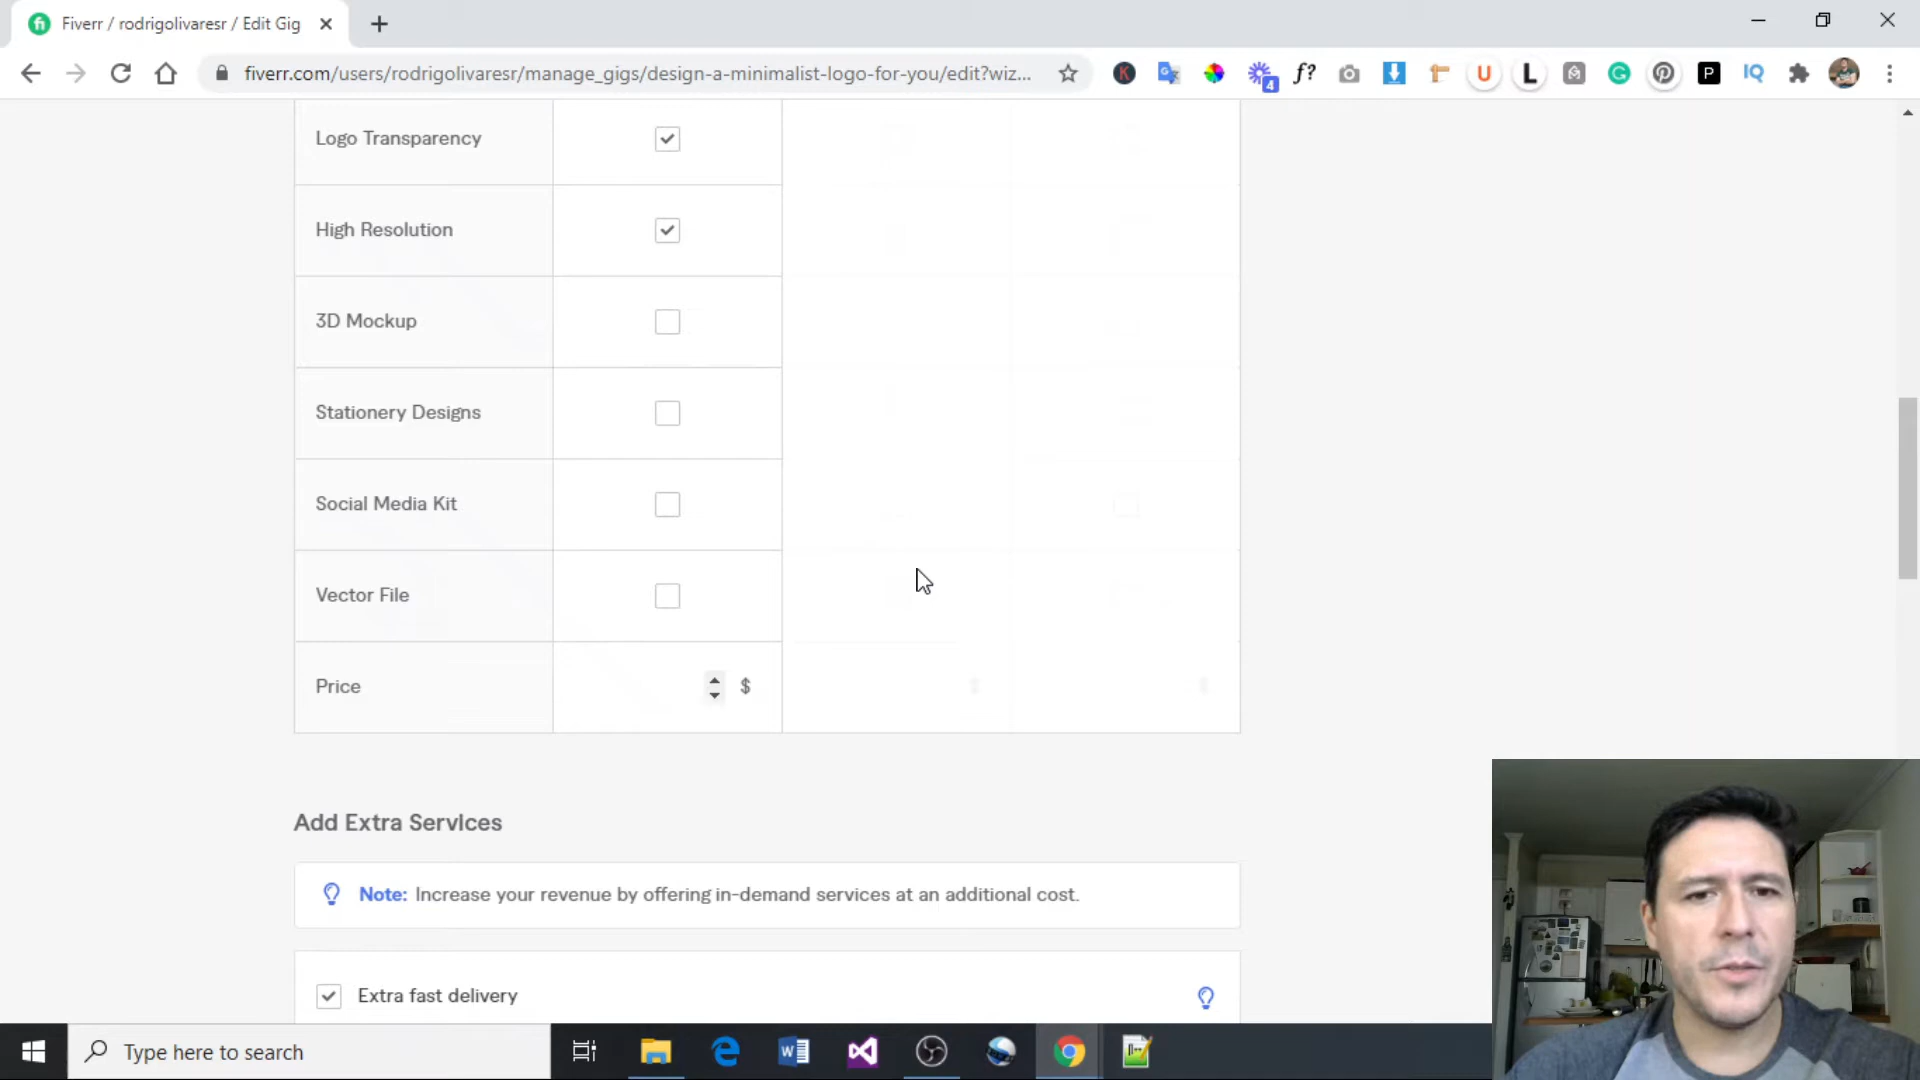 Fiverr / rodrigolivaresr / Edit Gig
fiverr.com/users/rodrigolivaresr/manage_gigs/design-a-minimalist-logo-for-you/edit?wiz...
Logo Transparency
High Resolution
3D Mockup
Stationery Designs
Social Media Kit
Vector File
Price $
Add Extra Services
Note: Increase your revenue by offering in-demand services at an additional cost.
Extra fast delivery
Type here to search